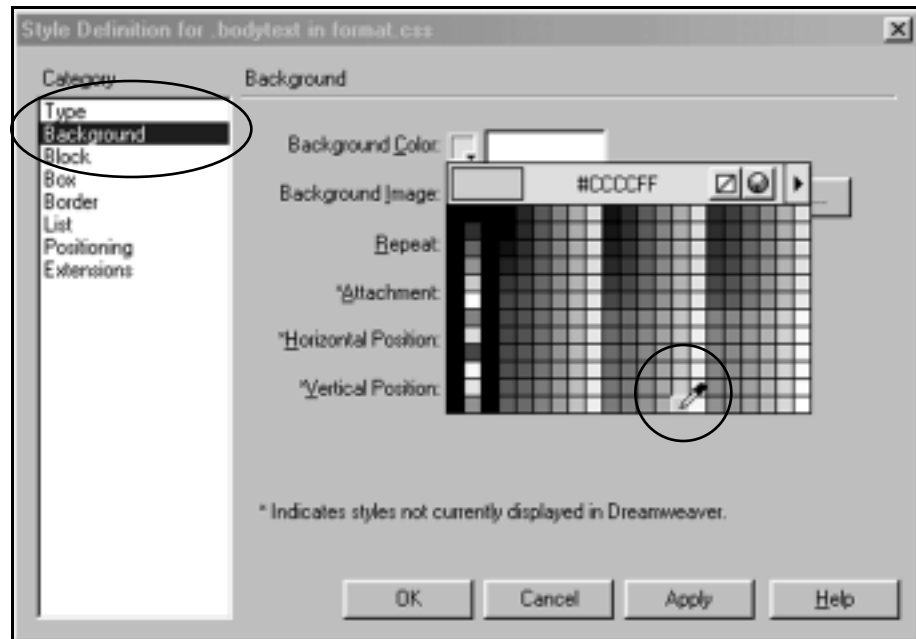 Style Definition for .bodytext in format.css
Category
Background
Type
Background
Block
Box
Border
List
Positioning
Extensions
Background Color:
#CCCCFF
Background Image:
...
Repeat:
*Attachment:
*Horizontal Position:
*Vertical Position:
* Indicates styles not currently displayed in Dreamweaver.
OK Cancel Apply Help